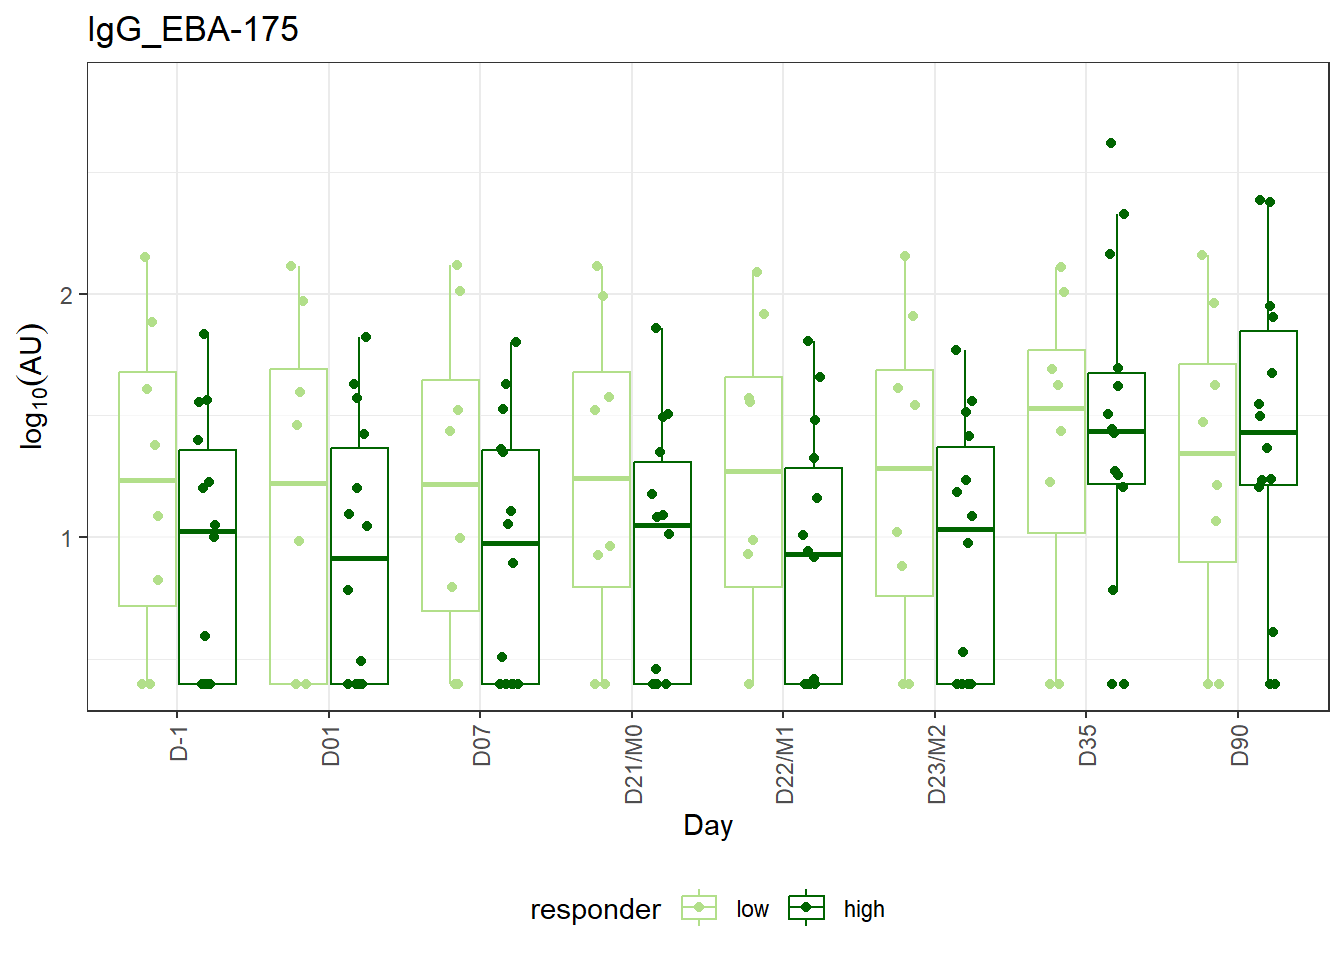 IgG_EBA-175
log10(AU)
2
1
D-1
D01
D07
D21/M0
D22/M1
D23/M2
D35
D90
Day
responder low high